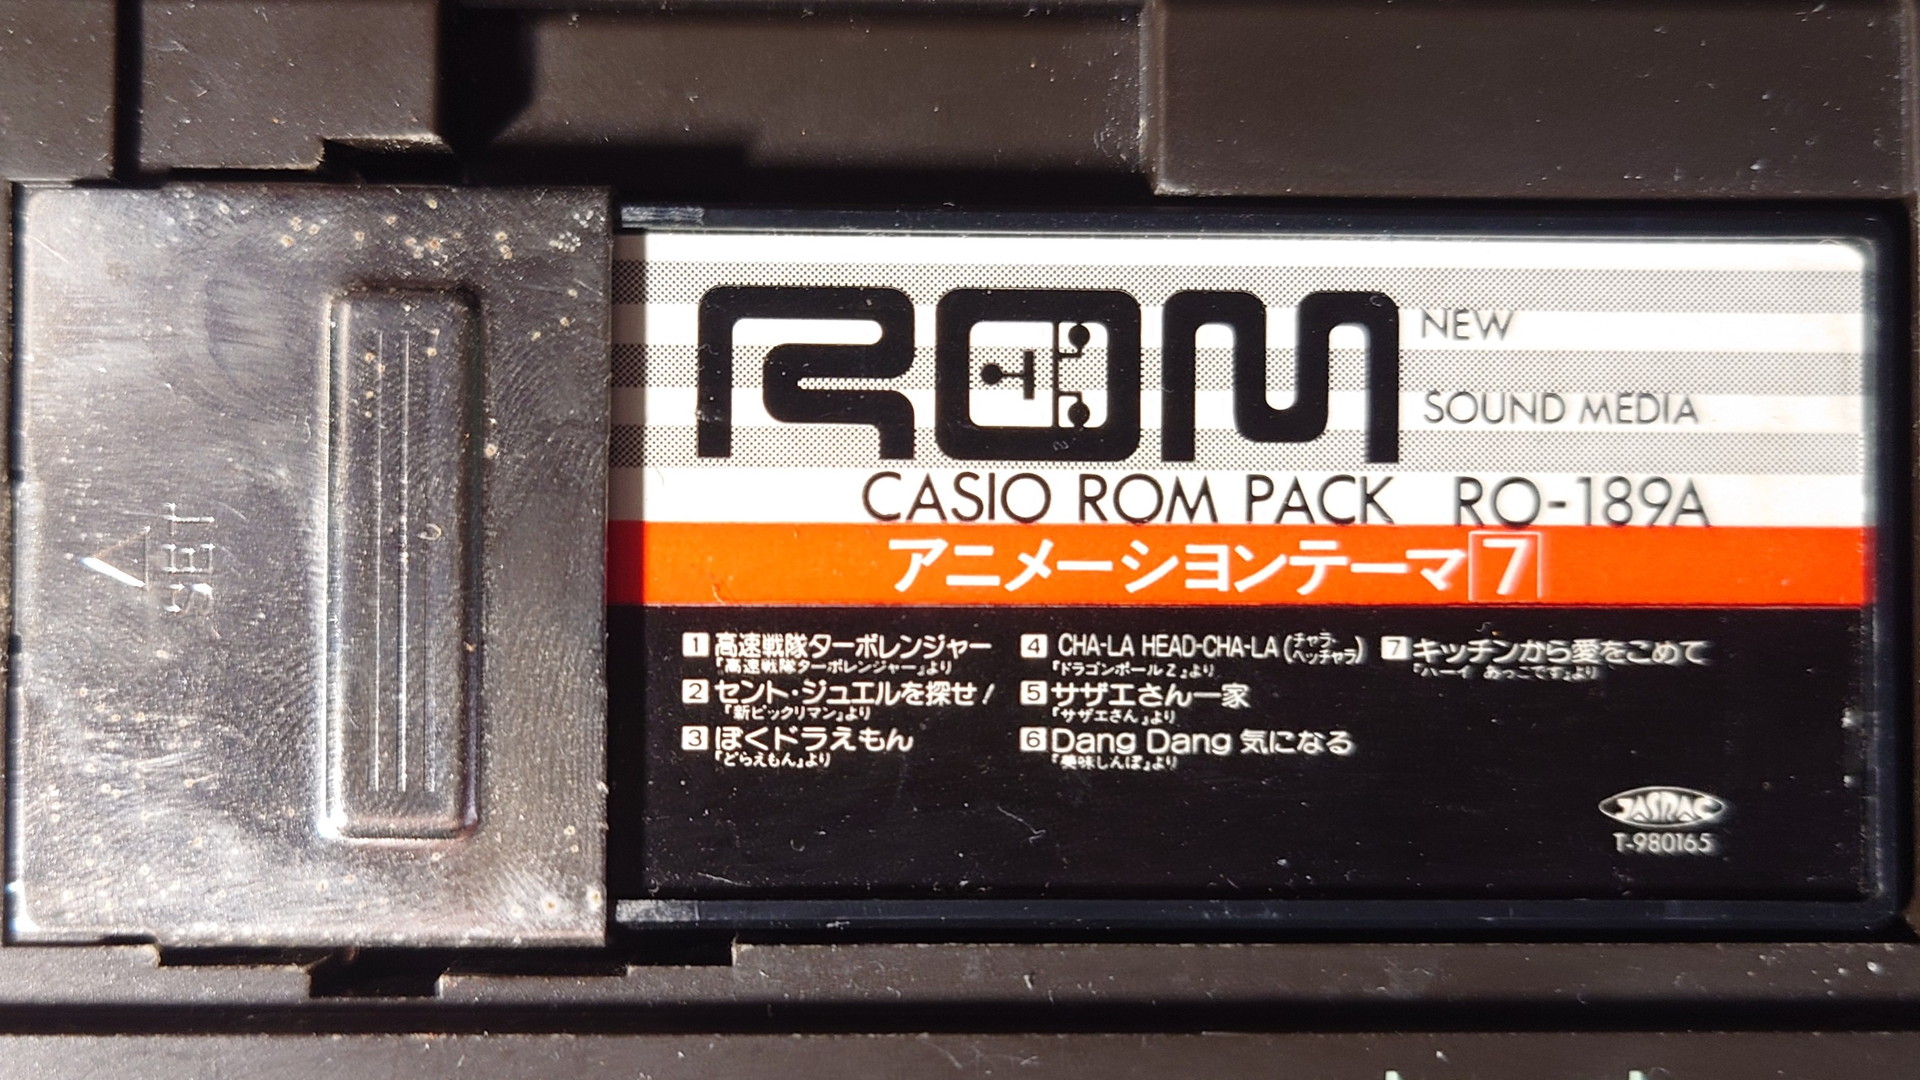 SET
ROM
NEW
SOUND MEDIA
CASIO ROM PACK RO-189A
アニメーションテーマ7
1 高速戦隊ターボレンジャー
『高速戦隊ターボレンジャー』より
2 セント・ジュエルを探せ!
『新ビックリマン』より
3 ぼくドラえもん
『どらえもん』より
4 CHA-LA HEAD-CHA-LA (チャラ・ヘッチャラ)
『ドラゴンボールZ』より
5 サザエさん一家
『サザエさん』より
6 Dang Dang 気になる
『美味しんぼ』より
7 キッチンから愛をこめて
『ハーイ あっこです』より
JASRAC
T-980165